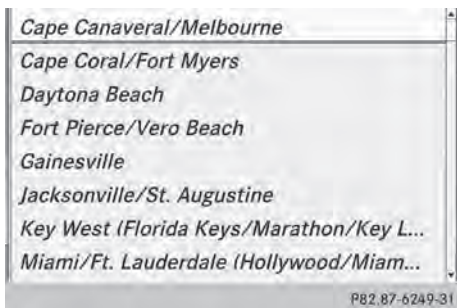 Cape Canaveral/Melbourne
Cape Coral/Fort Myers
Daytona Beach
Fort Pierce/Vero Beach
Gainesville
Jacksonville/St. Augustine
Key West (Florida Keys/Marathon/Key L...
Miami/Ft. Lauderdale (Hollywood/Miam...
P82.87-6249-31